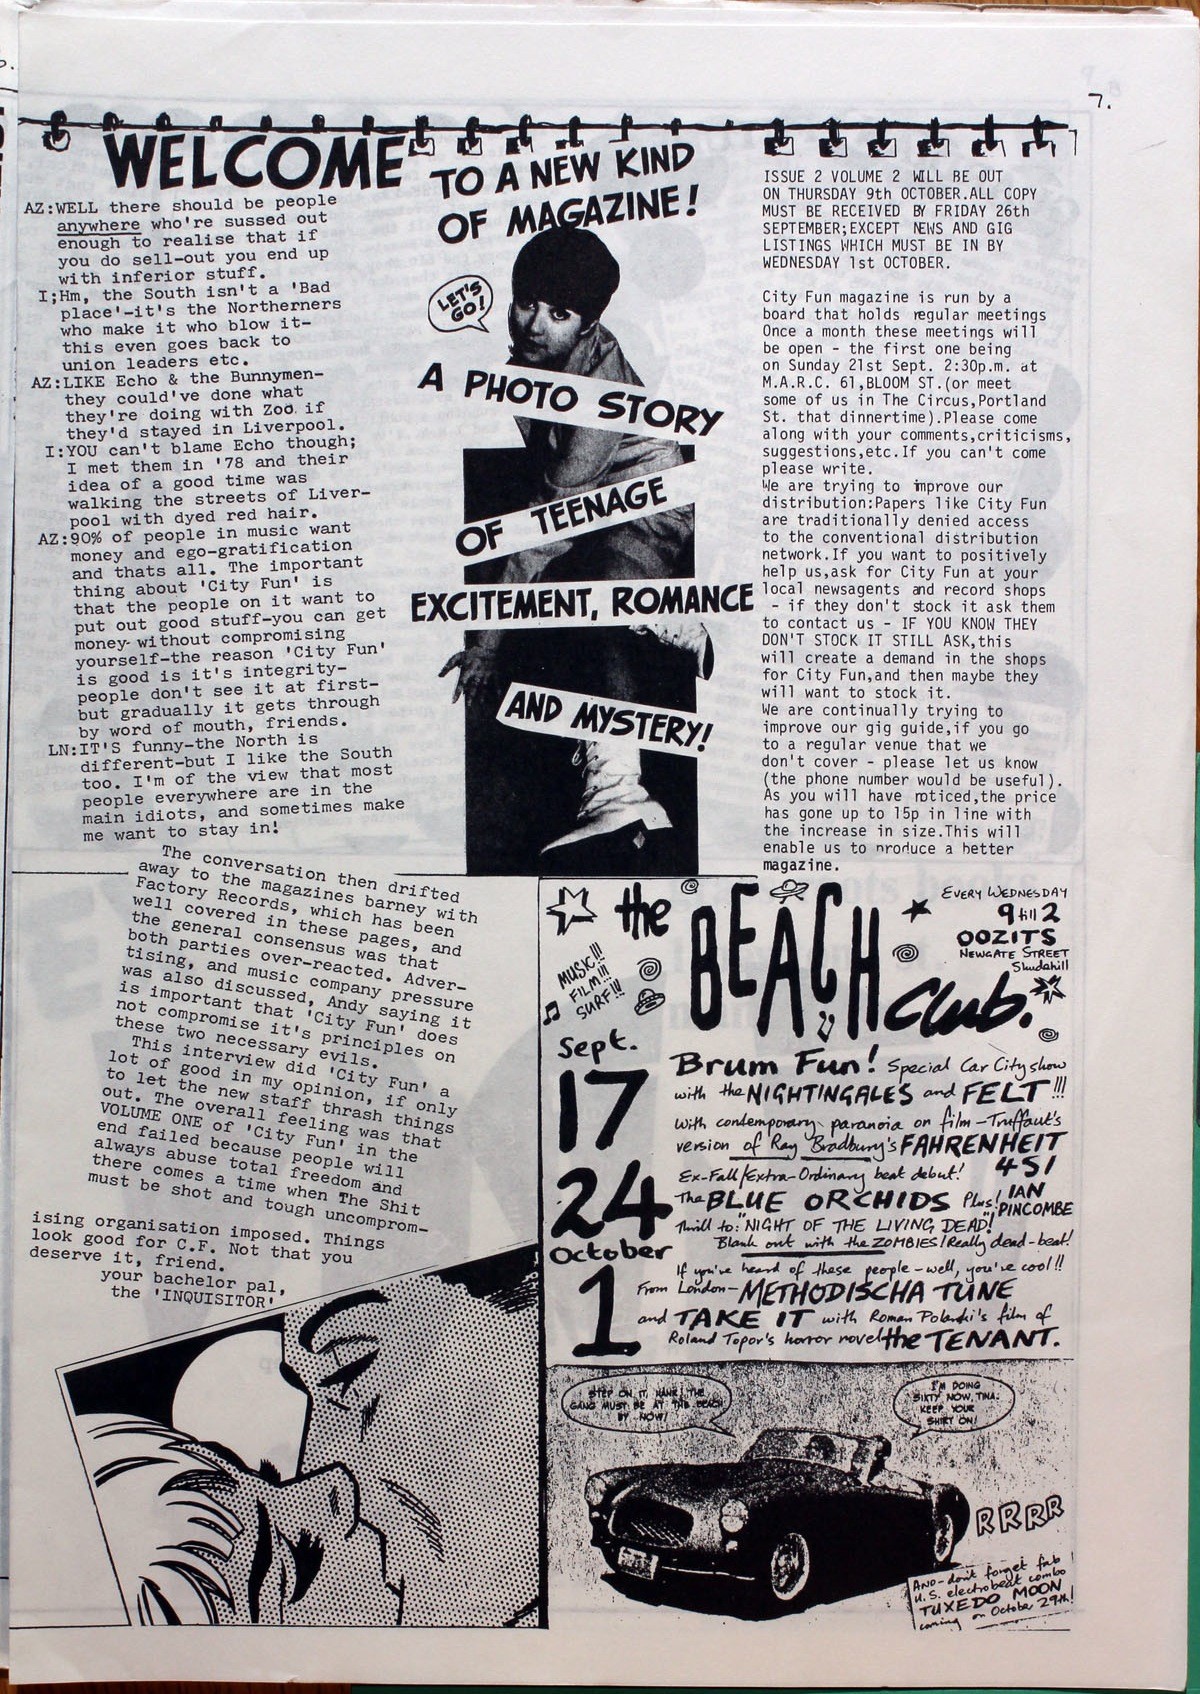 7.
WELCOME
TO A NEW KIND
OF MAGAZINE!
LET'S
GO!
A PHOTO STORY
OF TEENAGE
EXCITEMENT, ROMANCE
AND MYSTERY!
AZ:WELL there should be people
anywhere who're sussed out
enough to realise that if
you do sell-out you end up
with inferior stuff.
I;Hm, the South isn't a 'Bad
place'-it's the Northerners
who make it who blow it-
this even goes back to
union leaders etc.
AZ:LIKE Echo & the Bunnymen-
they could've done what
they're doing with Zoo if
they'd stayed in Liverpool.
I:YOU can't blame Echo though;
I met them in '78 and their
idea of a good time was
walking the streets of Liver-
pool with dyed red hair.
AZ:90% of people in music want
money and ego-gratification
and thats all. The important
thing about 'City Fun' is
that the people on it want to
put out good stuff-you can get
money-without compromising
yourself-the reason 'City Fun'
is good is it's integrity-
people don't see it at first-
but gradually it gets through
by word of mouth, friends.
LN:IT'S funny-the North is
different-but I like the South
too. I'm of the view that most
people everywhere are in the
main idiots, and sometimes make
me want to stay in!
The conversation then drifted
away to the magazines barney with
Factory Records, which has been
well covered in these pages, and
the general consensus was that
both parties over-reacted. Adver-
tising, and music company pressure
was also discussed, Andy saying it
is important that 'City Fun' does
not compromise it's principles on
these two necessary evils.
This interview did 'City Fun' a
lot of good in my opinion, if only
to let the new staff thrash things
out. The overall feeling was that
VOLUME ONE of 'City Fun' in the
end failed because people will
always abuse total freedom and
there comes a time when The Shit
must be shot and tough uncomprom-
ising organisation imposed. Things
look good for C.F. Not that you
deserve it, friend.
your bachelor pal,
the 'INQUISITOR'
ISSUE 2 VOLUME 2 WILL BE OUT
ON THURSDAY 9th OCTOBER.ALL COPY
MUST BE RECEIVED BY FRIDAY 26th
SEPTEMBER;EXCEPT NEWS AND GIG
LISTINGS WHICH MUST BE IN BY
WEDNESDAY 1st OCTOBER.
City Fun magazine is run by a
board that holds regular meetings
Once a month these meetings will
be open - the first one being
on Sunday 21st Sept. 2:30p.m. at
M.A.R.C. 61,BLOOM ST.(or meet
some of us in The Circus,Portland
St. that dinnertime).Please come
along with your comments,criticisms,
suggestions,etc.If you can't come
please write.
We are trying to improve our
distribution:Papers like City Fun
are traditionally denied access
to the conventional distribution
network.If you want to positively
help us,ask for City Fun at your
local newsagents and record shops
- if they don't stock it ask them
to contact us - IF YOU KNOW THEY
DON'T STOCK IT STILL ASK,this
will create a demand in the shops
for City Fun,and then maybe they
will want to stock it.
We are continually trying to
improve our gig guide,if you go
to a regular venue that we
don't cover - please let us know
(the phone number would be useful).
As you will have noticed,the price
has gone up to 15p in line with
the increase in size.This will
enable us to produce a better
magazine.
the BEACH Club.
MUSIC!!!
FILM!!!
SURF!!!
EVERY WEDNESDAY
9 till 2
OOZITS
NEWGATE STREET
Shudehill
Sept.
17
Brum Fun! Special Car City show
with the NIGHTINGALES and FELT!!!
with contemporary paranoia on film - Truffaut's
version of Ray Bradbury's FAHRENHEIT
451
24
Ex-Fall/Extra-Ordinary beat debut!
The BLUE ORCHIDS Plus! IAN
PINCOMBE
Thrill to: "NIGHT OF THE LIVING DEAD!"
Blank out with the ZOMBIES! Really dead-beat!
October
1
If you've heard of these people - well, you're cool!!
From London - METHODISCHA TUNE
and TAKE IT with Roman Polanski's film of
Roland Topor's horror novel the TENANT.
STEP ON IT, HANK! THE
GANG MUST BE AT THE BEACH
BY NOW!
I'M DOING
SIXTY NOW, TINA.
KEEP YOUR
SHIRT ON!
RRRR
AND - don't forget fab
U.S. electrobeat combo
TUXEDO MOON
coming on October 29th!